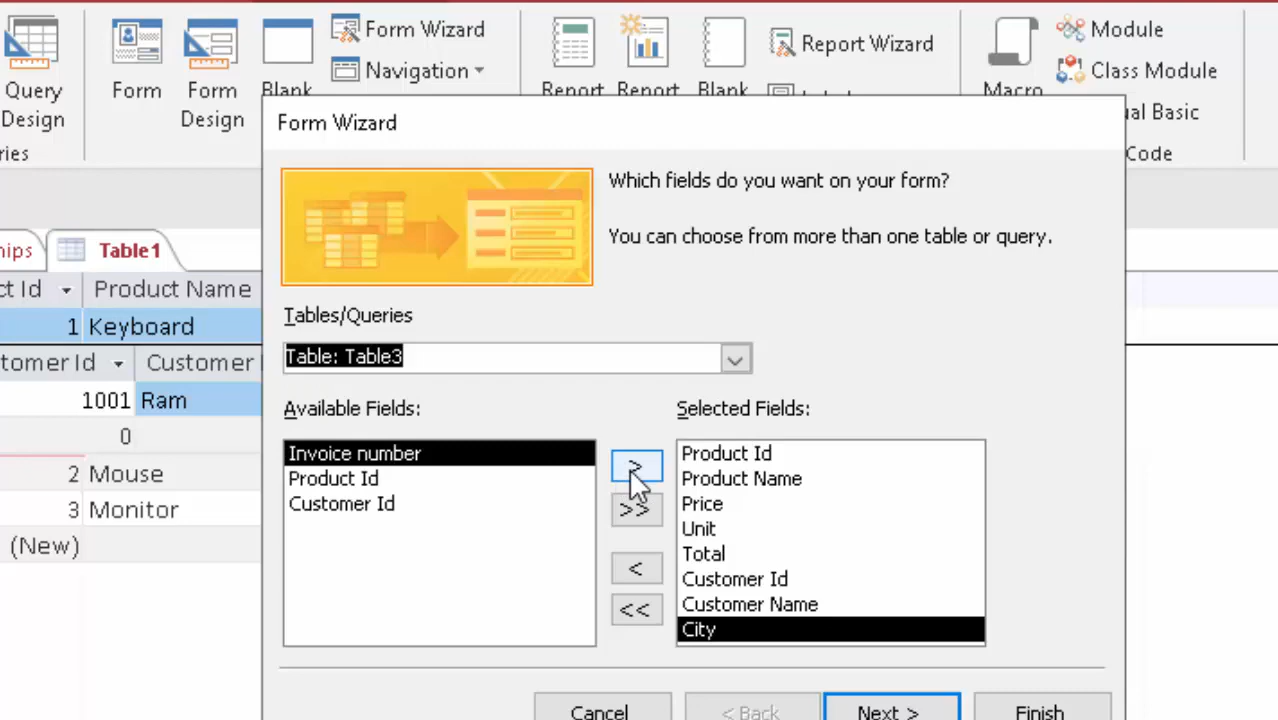 Form Wizard
Report Wizard
Module
Navigation
Class Module
Query
Design
Form
Form
Design
Blank
Report
Report
Blank
Macro
ual Basic
ries
Code
Form Wizard
Which fields do you want on your form?
You can choose from more than one table or query.
Tables/Queries
Table: Table3
Available Fields:
Invoice number
Product Id
Customer Id
>
>>
<
<<
Selected Fields:
Product Id
Product Name
Price
Unit
Total
Customer Id
Customer Name
City
Cancel
< Back
Next >
Finish
hips
Table1
ct Id
Product Name
1 Keyboard
tomer Id
Customer
1001 Ram
0
2 Mouse
3 Monitor
(New)